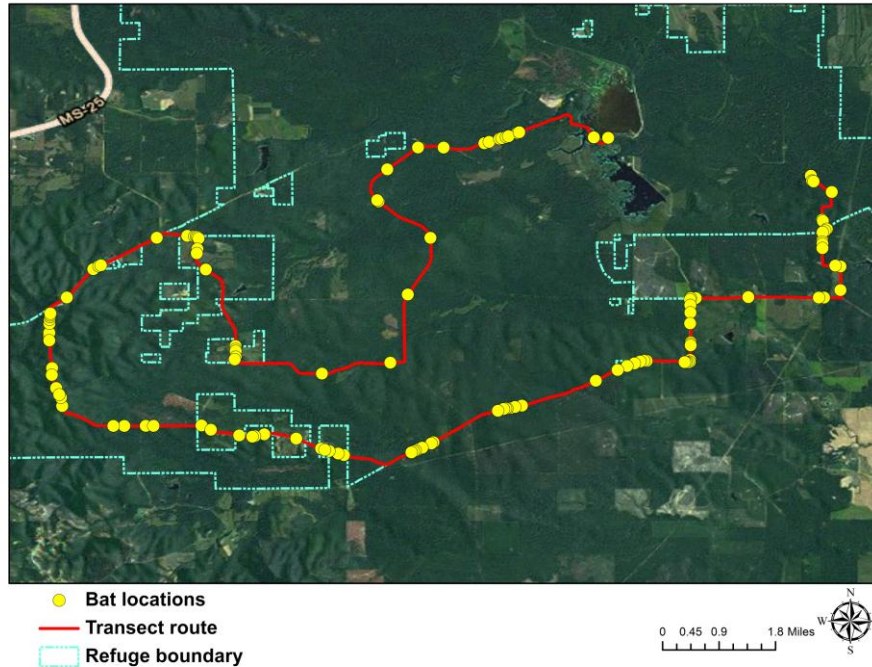 MS-25
Bat locations
Transect route
Refuge boundary
N
W E
S
0 0.45 0.9 1.8 Miles